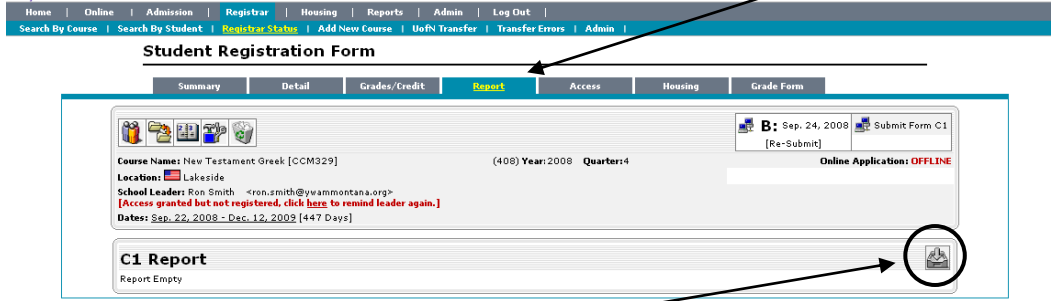 Home | Online | Admission | Registrar | Housing | Reports | Admin | Log Out |
Search By Course | Search By Student | Registrar Status | Add New Course | UofN Transfer | Transfer Errors | Admin |
Student Registration Form
Summary Detail Grades/Credit Report Access Housing Grade Form
B: Sep. 24, 2008 Submit Form C1
[Re-Submit]
Course Name: New Testament Greek [CCM329] (408) Year: 2008 Quarter: 4 Online Application: OFFLINE
Location: Lakeside
School Leader: Ron Smith <ron.smith@ywammontana.org>
[Access granted but not registered, click here to remind leader again.]
Dates: Sep. 22, 2008 - Dec. 12, 2009 [447 Days]
C1 Report
Report Empty